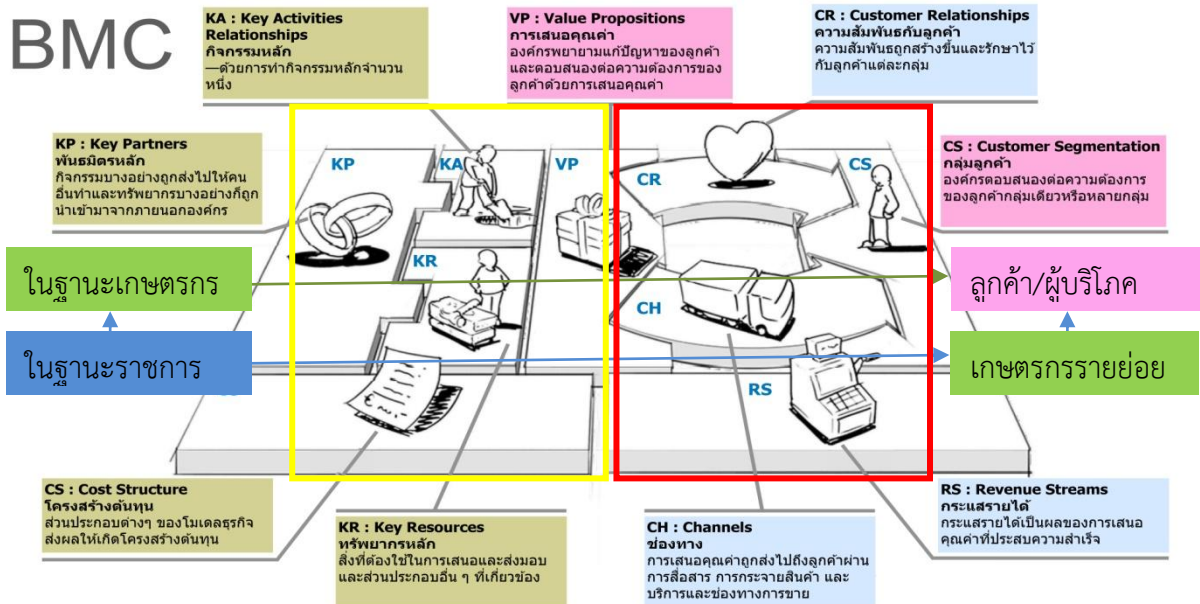 BMC
KA : Key Activities
Relationships
กิจกรรมหลัก
—ด้วยการทำกิจกรรมหลักจำนวน
หนึ่ง
VP : Value Propositions
การเสนอคุณค่า
องค์กรพยายามแก้ปัญหาของลูกค้า
และตอบสนองต่อความต้องการของ
ลูกค้าด้วยการเสนอคุณค่า
CR : Customer Relationships
ความสัมพันธ์กับลูกค้า
ความสัมพันธ์ถูกสร้างขึ้นและรักษาไว้
กับลูกค้าแต่ละกลุ่ม
KP : Key Partners
พันธมิตรหลัก
กิจกรรมบางอย่างถูกส่งไปให้คน
อื่นทำและทรัพยากรบางอย่างก็ถูก
นำเข้ามาจากภายนอกองค์กร
KP
KA
VP
CR
CS
CS : Customer Segmentation
กลุ่มลูกค้า
องค์กรตอบสนองต่อความต้องการ
ของลูกค้ากลุ่มเดียวหรือหลายกลุ่ม
KR
CH
RS
ในฐานะเกษตรกร
ลูกค้า/ผู้บริโภค
ในฐานะราชการ
เกษตรกรรายย่อย
CS : Cost Structure
โครงสร้างต้นทุน
ส่วนประกอบต่างๆ ของโมเดลธุรกิจ
ส่งผลให้เกิดโครงสร้างต้นทุน
KR : Key Resources
ทรัพยากรหลัก
สิ่งที่ต้องใช้ในการเสนอและส่งมอบ
และส่วนประกอบอื่น ๆ ที่เกี่ยวข้อง
CH : Channels
ช่องทาง
การเสนอคุณค่าถูกส่งไปถึงลูกค้าผ่าน
การสื่อสาร การกระจายสินค้า และ
บริการและช่องทางการขาย
RS : Revenue Streams
กระแสรายได้
กระแสรายได้เป็นผลของการเสนอ
คุณค่าที่ประสบความสำเร็จ